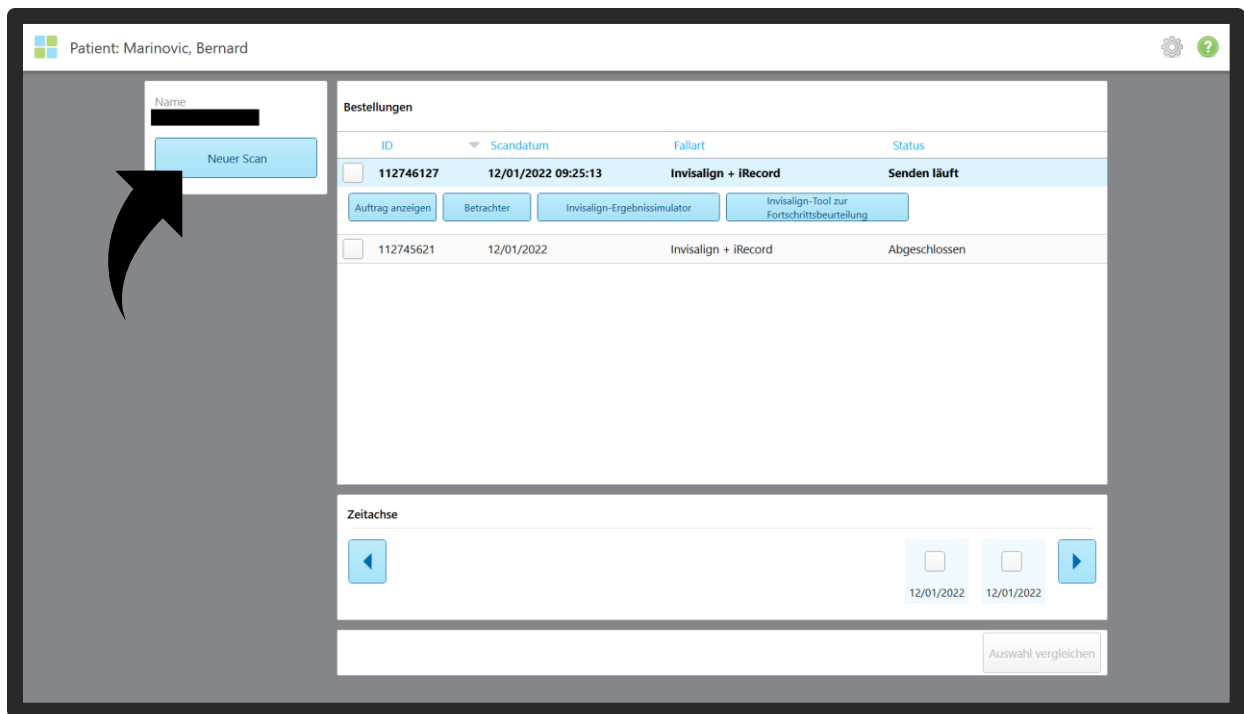 Patient: Marinovic, Bernard
?
Name
Neuer Scan
Bestellungen
ID Scandatum Fallart Status
112746127 12/01/2022 09:25:13 Invisalign + iRecord Senden läuft
Auftrag anzeigen Betrachter Invisalign-Ergebnissimulator Invisalign-Tool zur
Fortschrittsbeurteilung
112745621 12/01/2022 Invisalign + iRecord Abgeschlossen
Zeitachse
12/01/2022 12/01/2022
Auswahl vergleichen